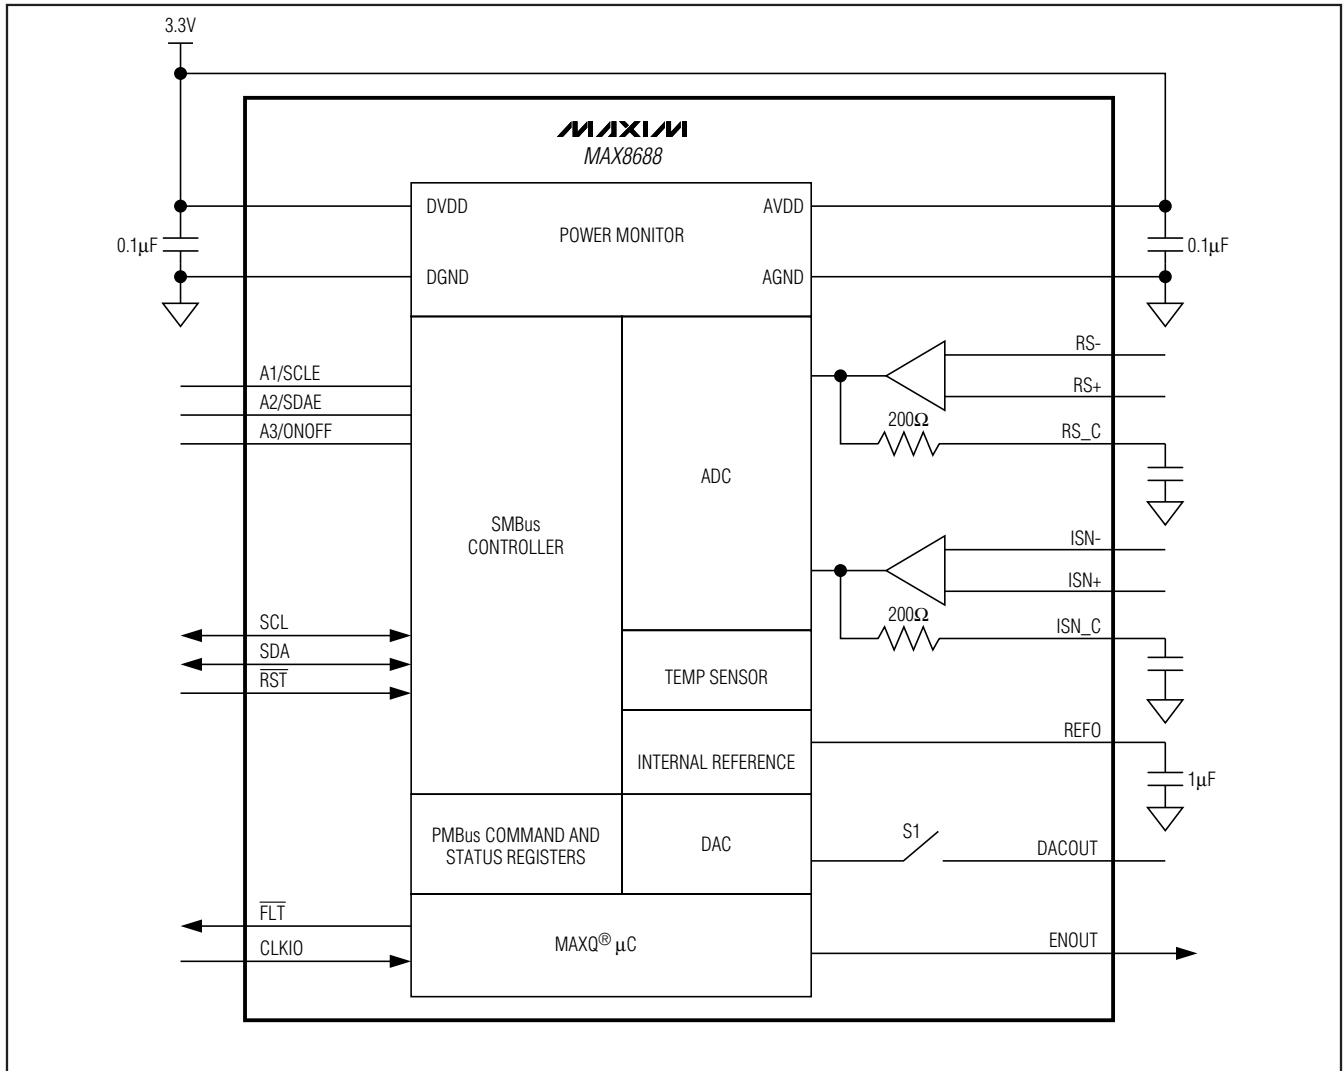 3.3V
MAXIM
MAX8688
DVDD
AVDD
POWER MONITOR
0.1µF
0.1µF
DGND
AGND
RS-
A1/SCLE
RS+
A2/SDAE
200Ω
A3/ONOFF
RS_C
ADC
SMBus
CONTROLLER
ISN-
ISN+
200Ω
SCL
ISN_C
SDA
TEMP SENSOR
RST
REFO
INTERNAL REFERENCE
1µF
PMBus COMMAND AND
STATUS REGISTERS
DAC
S1
DACOUT
FLT
MAXQ® µC
CLKIO
ENOUT